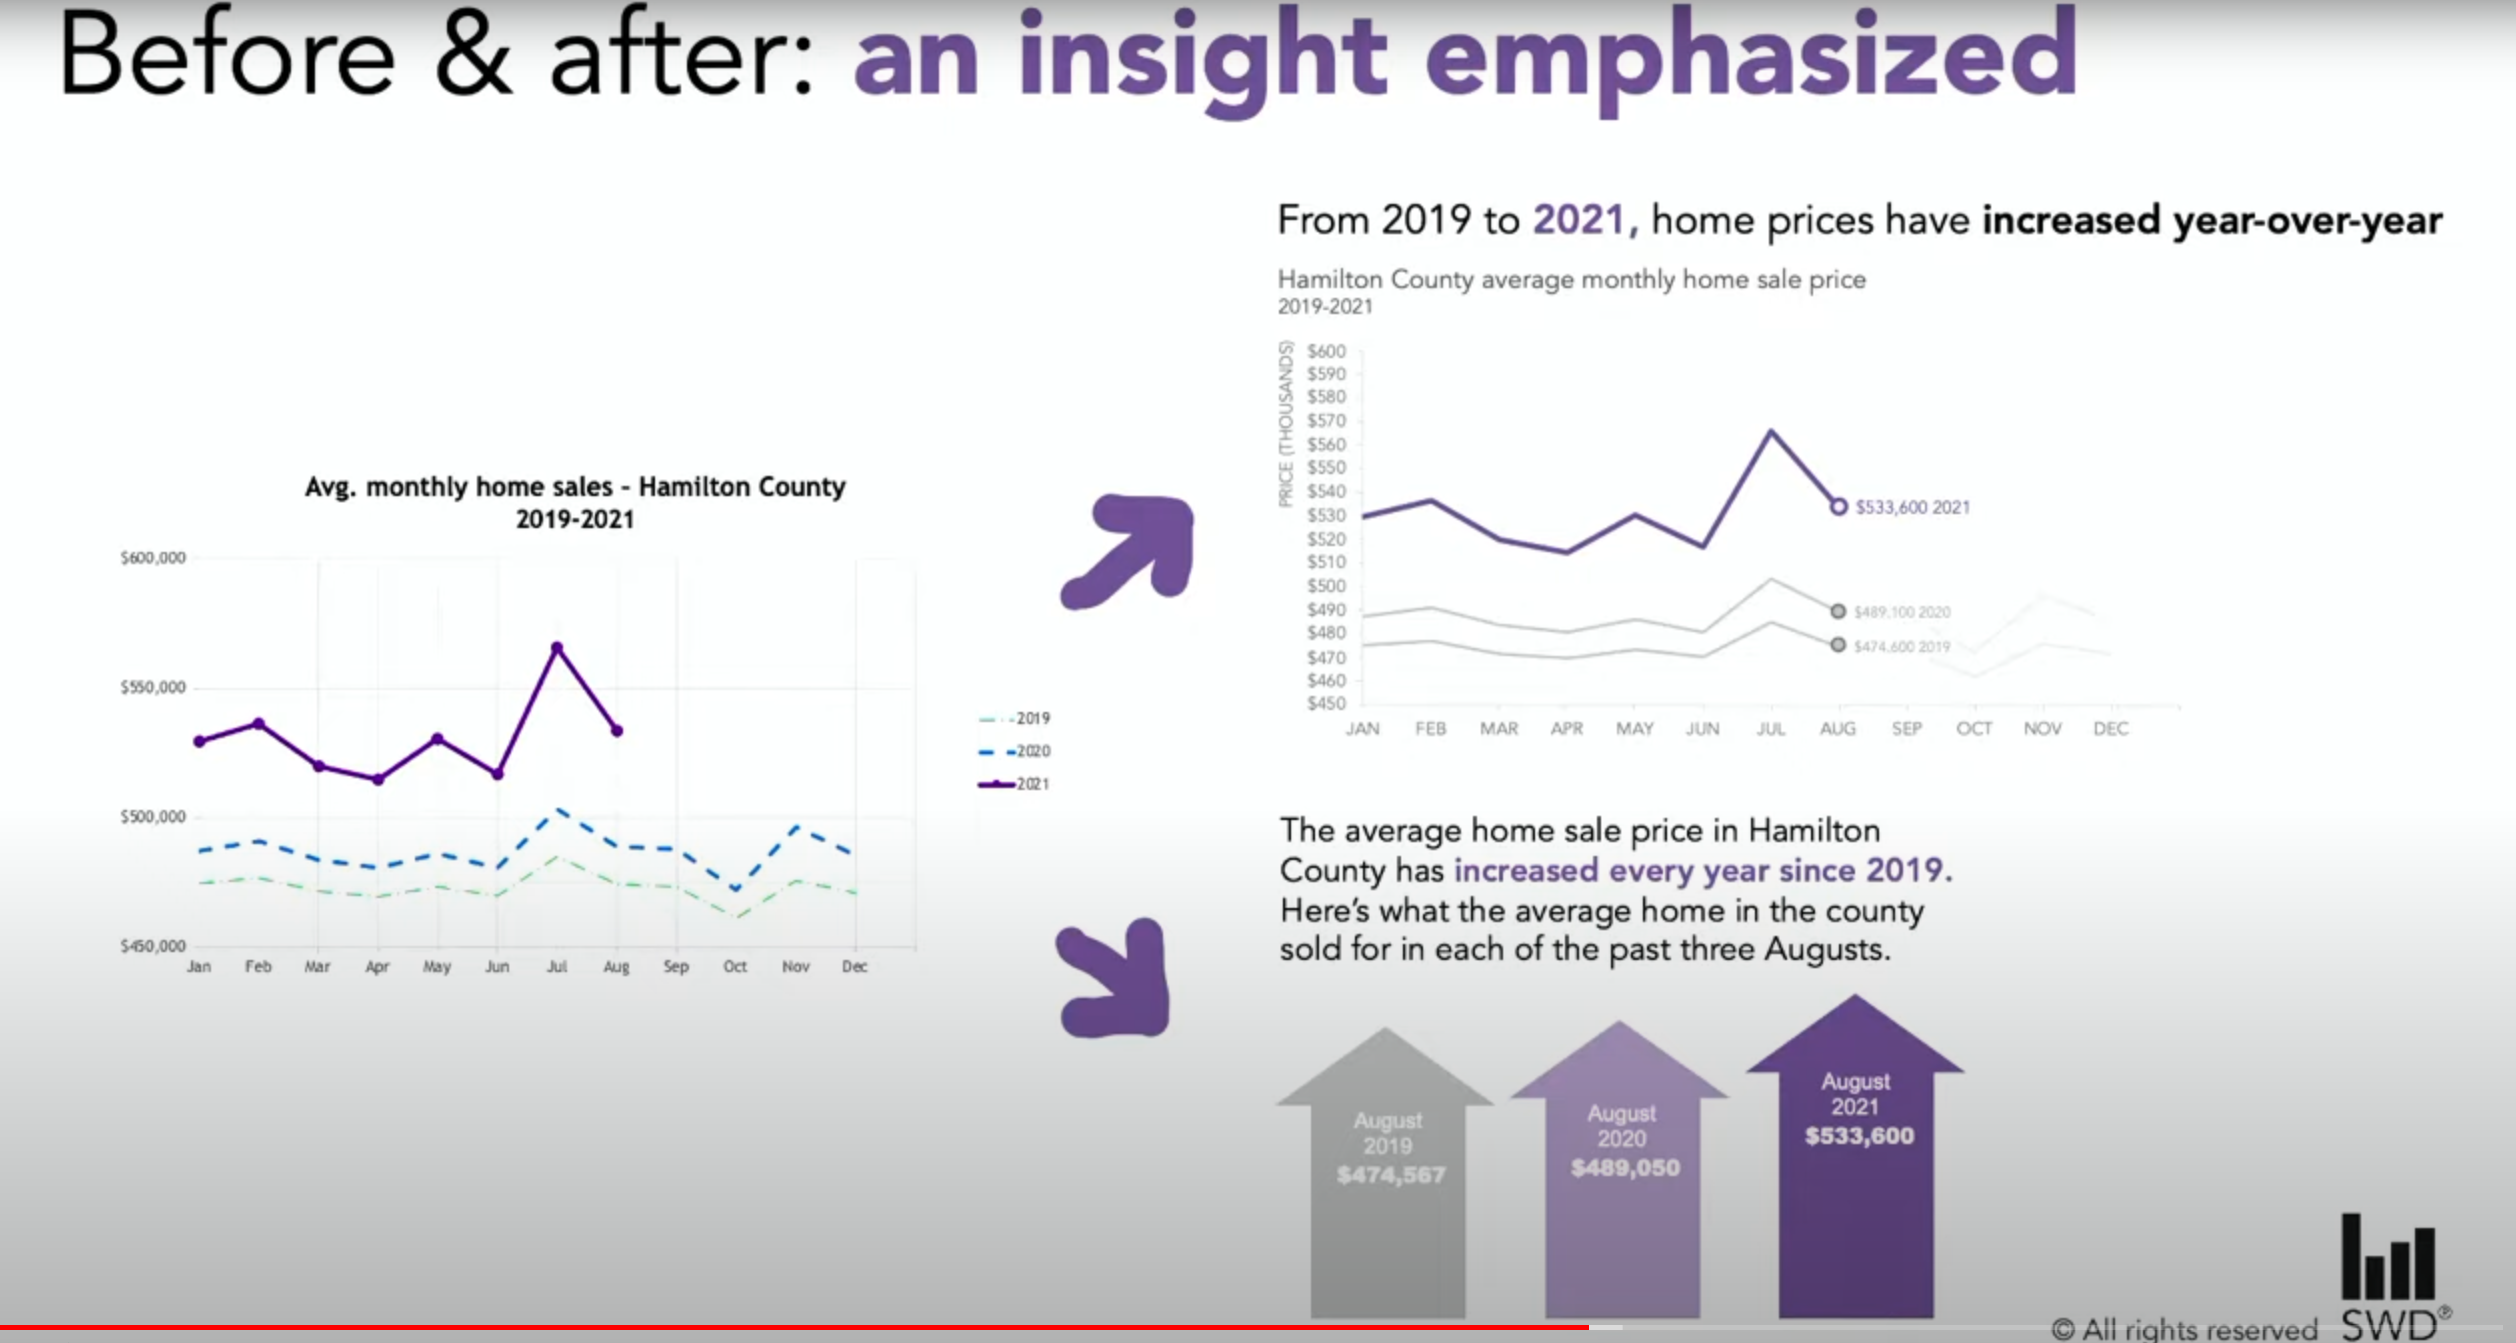 Before & after: an insight emphasized
Avg. monthly home sales - Hamilton County
2019-2021
$600,000
$550,000
$500,000
$450,000
Jan Feb Mar Apr May Jun Jul Aug Sep Oct Nov Dec
2019
2020
2021
From 2019 to 2021, home prices have increased year-over-year
Hamilton County average monthly home sale price
2019-2021
PRICE (THOUSANDS)
$600
$590
$580
$570
$560
$550
$540
$530
$520
$510
$500
$490
$480
$470
$460
$450
$533,600 2021
$489,100 2020
$474,600 2019
JAN FEB MAR APR MAY JUN JUL AUG SEP OCT NOV DEC
The average home sale price in Hamilton
County has increased every year since 2019.
Here's what the average home in the county
sold for in each of the past three Augusts.
August
2019
$474,567
August
2020
$489,050
August
2021
$533,600
© All rights reserved
SWD®